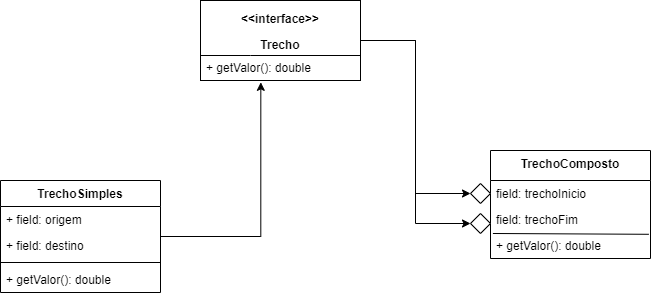 <<interface>>
Trecho
+ getValor(): double
TrechoSimples
+ field: origem
+ field: destino
+ getValor(): double
TrechoComposto
field: trechoInicio
field: trechoFim
+ getValor(): double